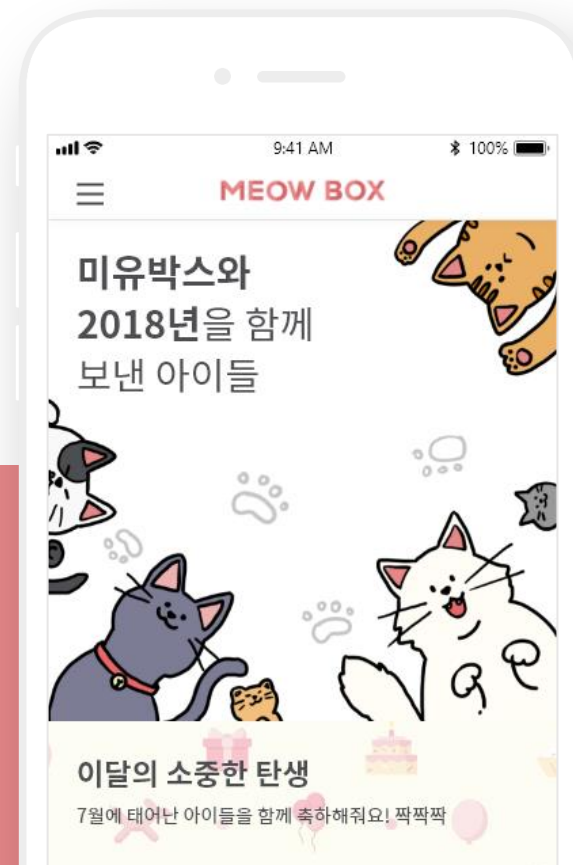 9:41 AM
100%
MEOW BOX
미유박스와
2018년을 함께
보낸 아이들
이달의 소중한 탄생
7월에 태어난 아이들을 함께 축하해줘요! 짝짝짝